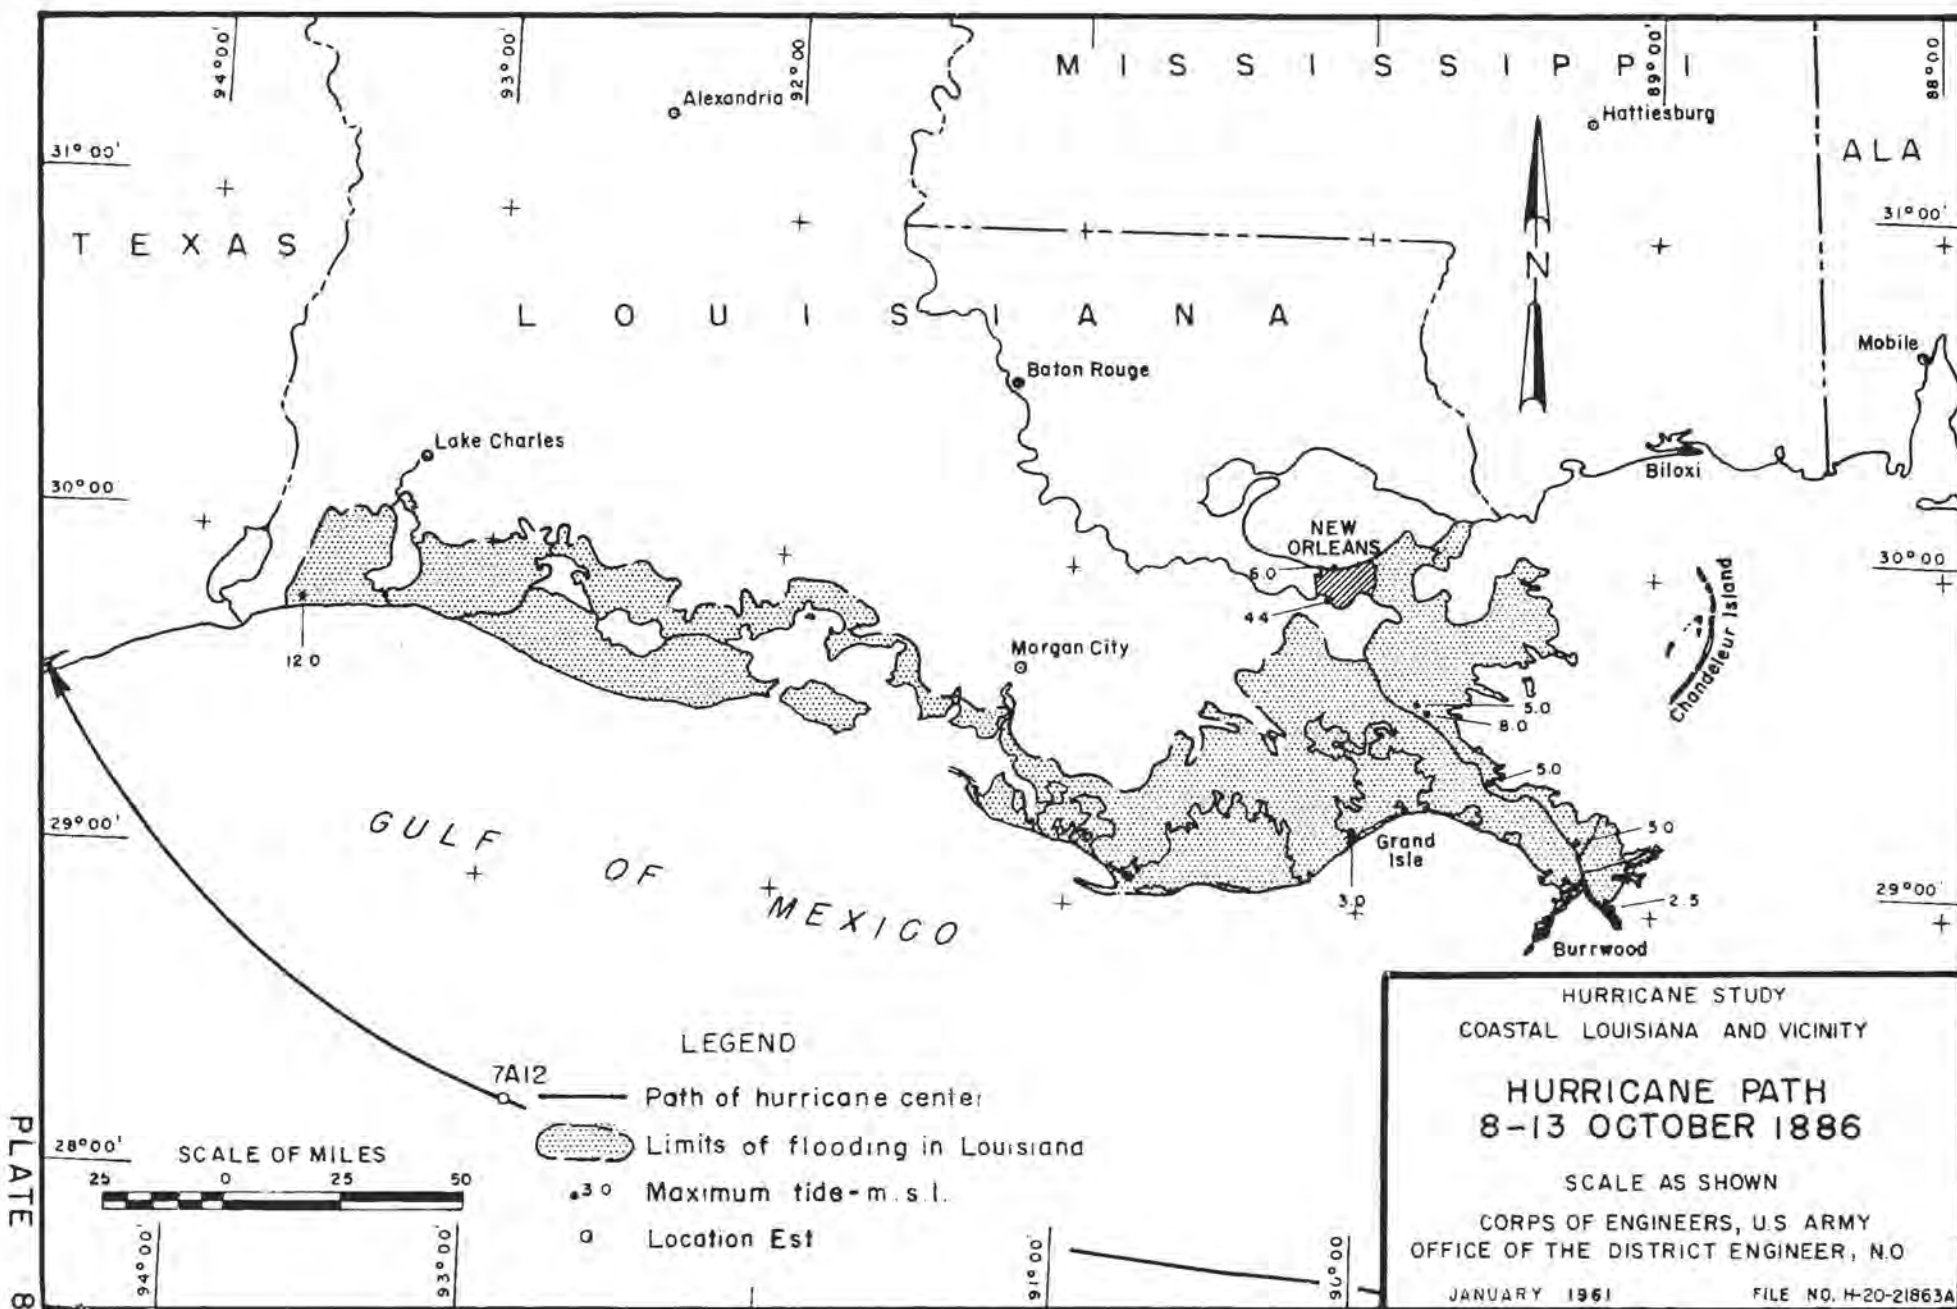 94°00'
93°00'
92°00
89°00'
88°00
MISSISSIPPI
Alexandria
Hattiesburg
ALA
31°00'
31°00'
TEXAS
N
LOUISIANA
Mobile
Baton Rouge
Lake Charles
Biloxi
30°00
NEW
ORLEANS
6.0
30°00
4.4
Chandeleur Island
Morgan City
12 0
5.0
8.0
5.0
5.0
GULF OF MEXICO
29°00'
Grand
Isle
3.0
29°00'
2.5
Burrwood
LEGEND
7A12
Path of hurricane center
Limits of flooding in Louisiana
3 0 Maximum tide-m.s.l.
Location Est
28°00'
SCALE OF MILES
25 0 25 50
94°00'
93°00'
91°00'
90°00'
HURRICANE STUDY
COASTAL LOUISIANA AND VICINITY
HURRICANE PATH
8-13 OCTOBER 1886
SCALE AS SHOWN
CORPS OF ENGINEERS, U.S ARMY
OFFICE OF THE DISTRICT ENGINEER, N.O
JANUARY 1961 FILE NO. H-20-21863A
PLATE 8